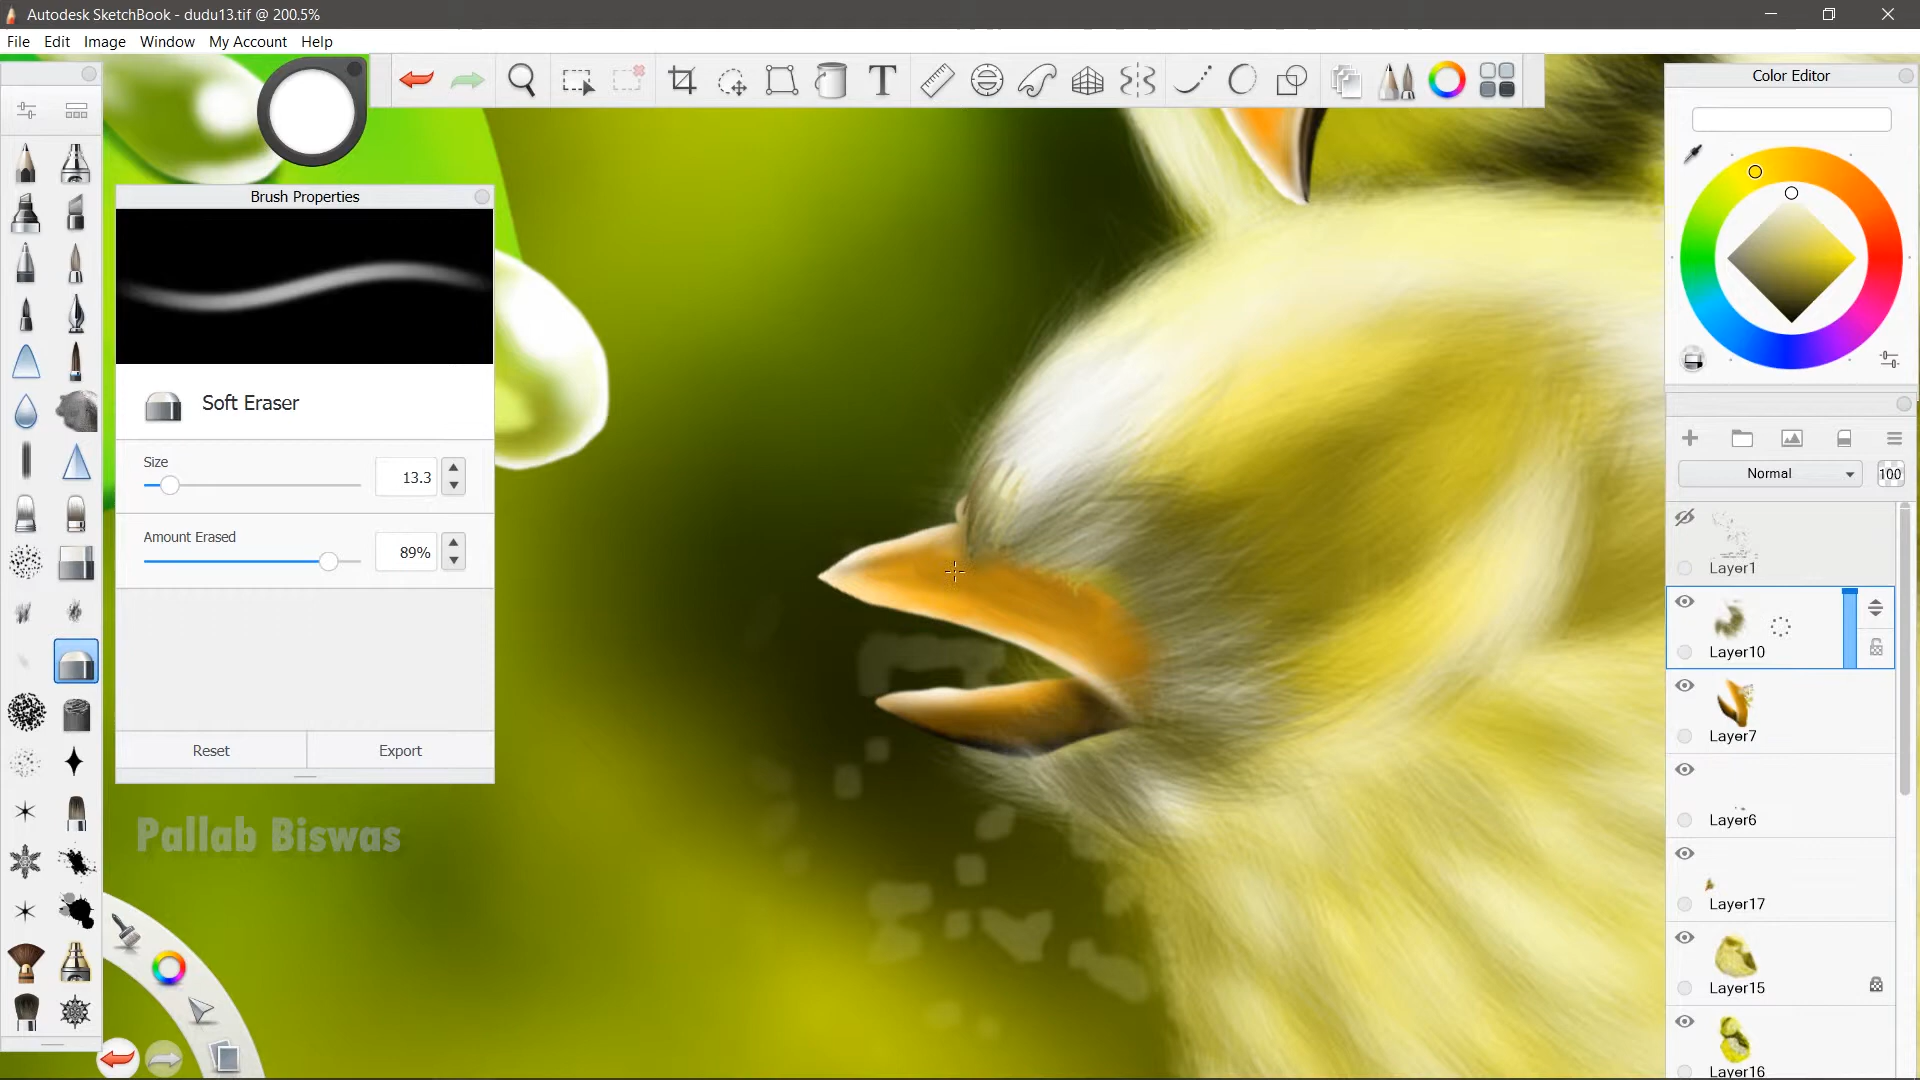 Autodesk SketchBook - dudu13.tif @ 200.5%
File Edit Image Window My Account Help
T
Color Editor
Brush Properties
Soft Eraser
Size
13.3
Amount Erased
89%
Reset Export
Normal 100
Layer1
Layer10
Layer7
Layer6
Layer17
Layer15
Layer16
Pallab Biswas